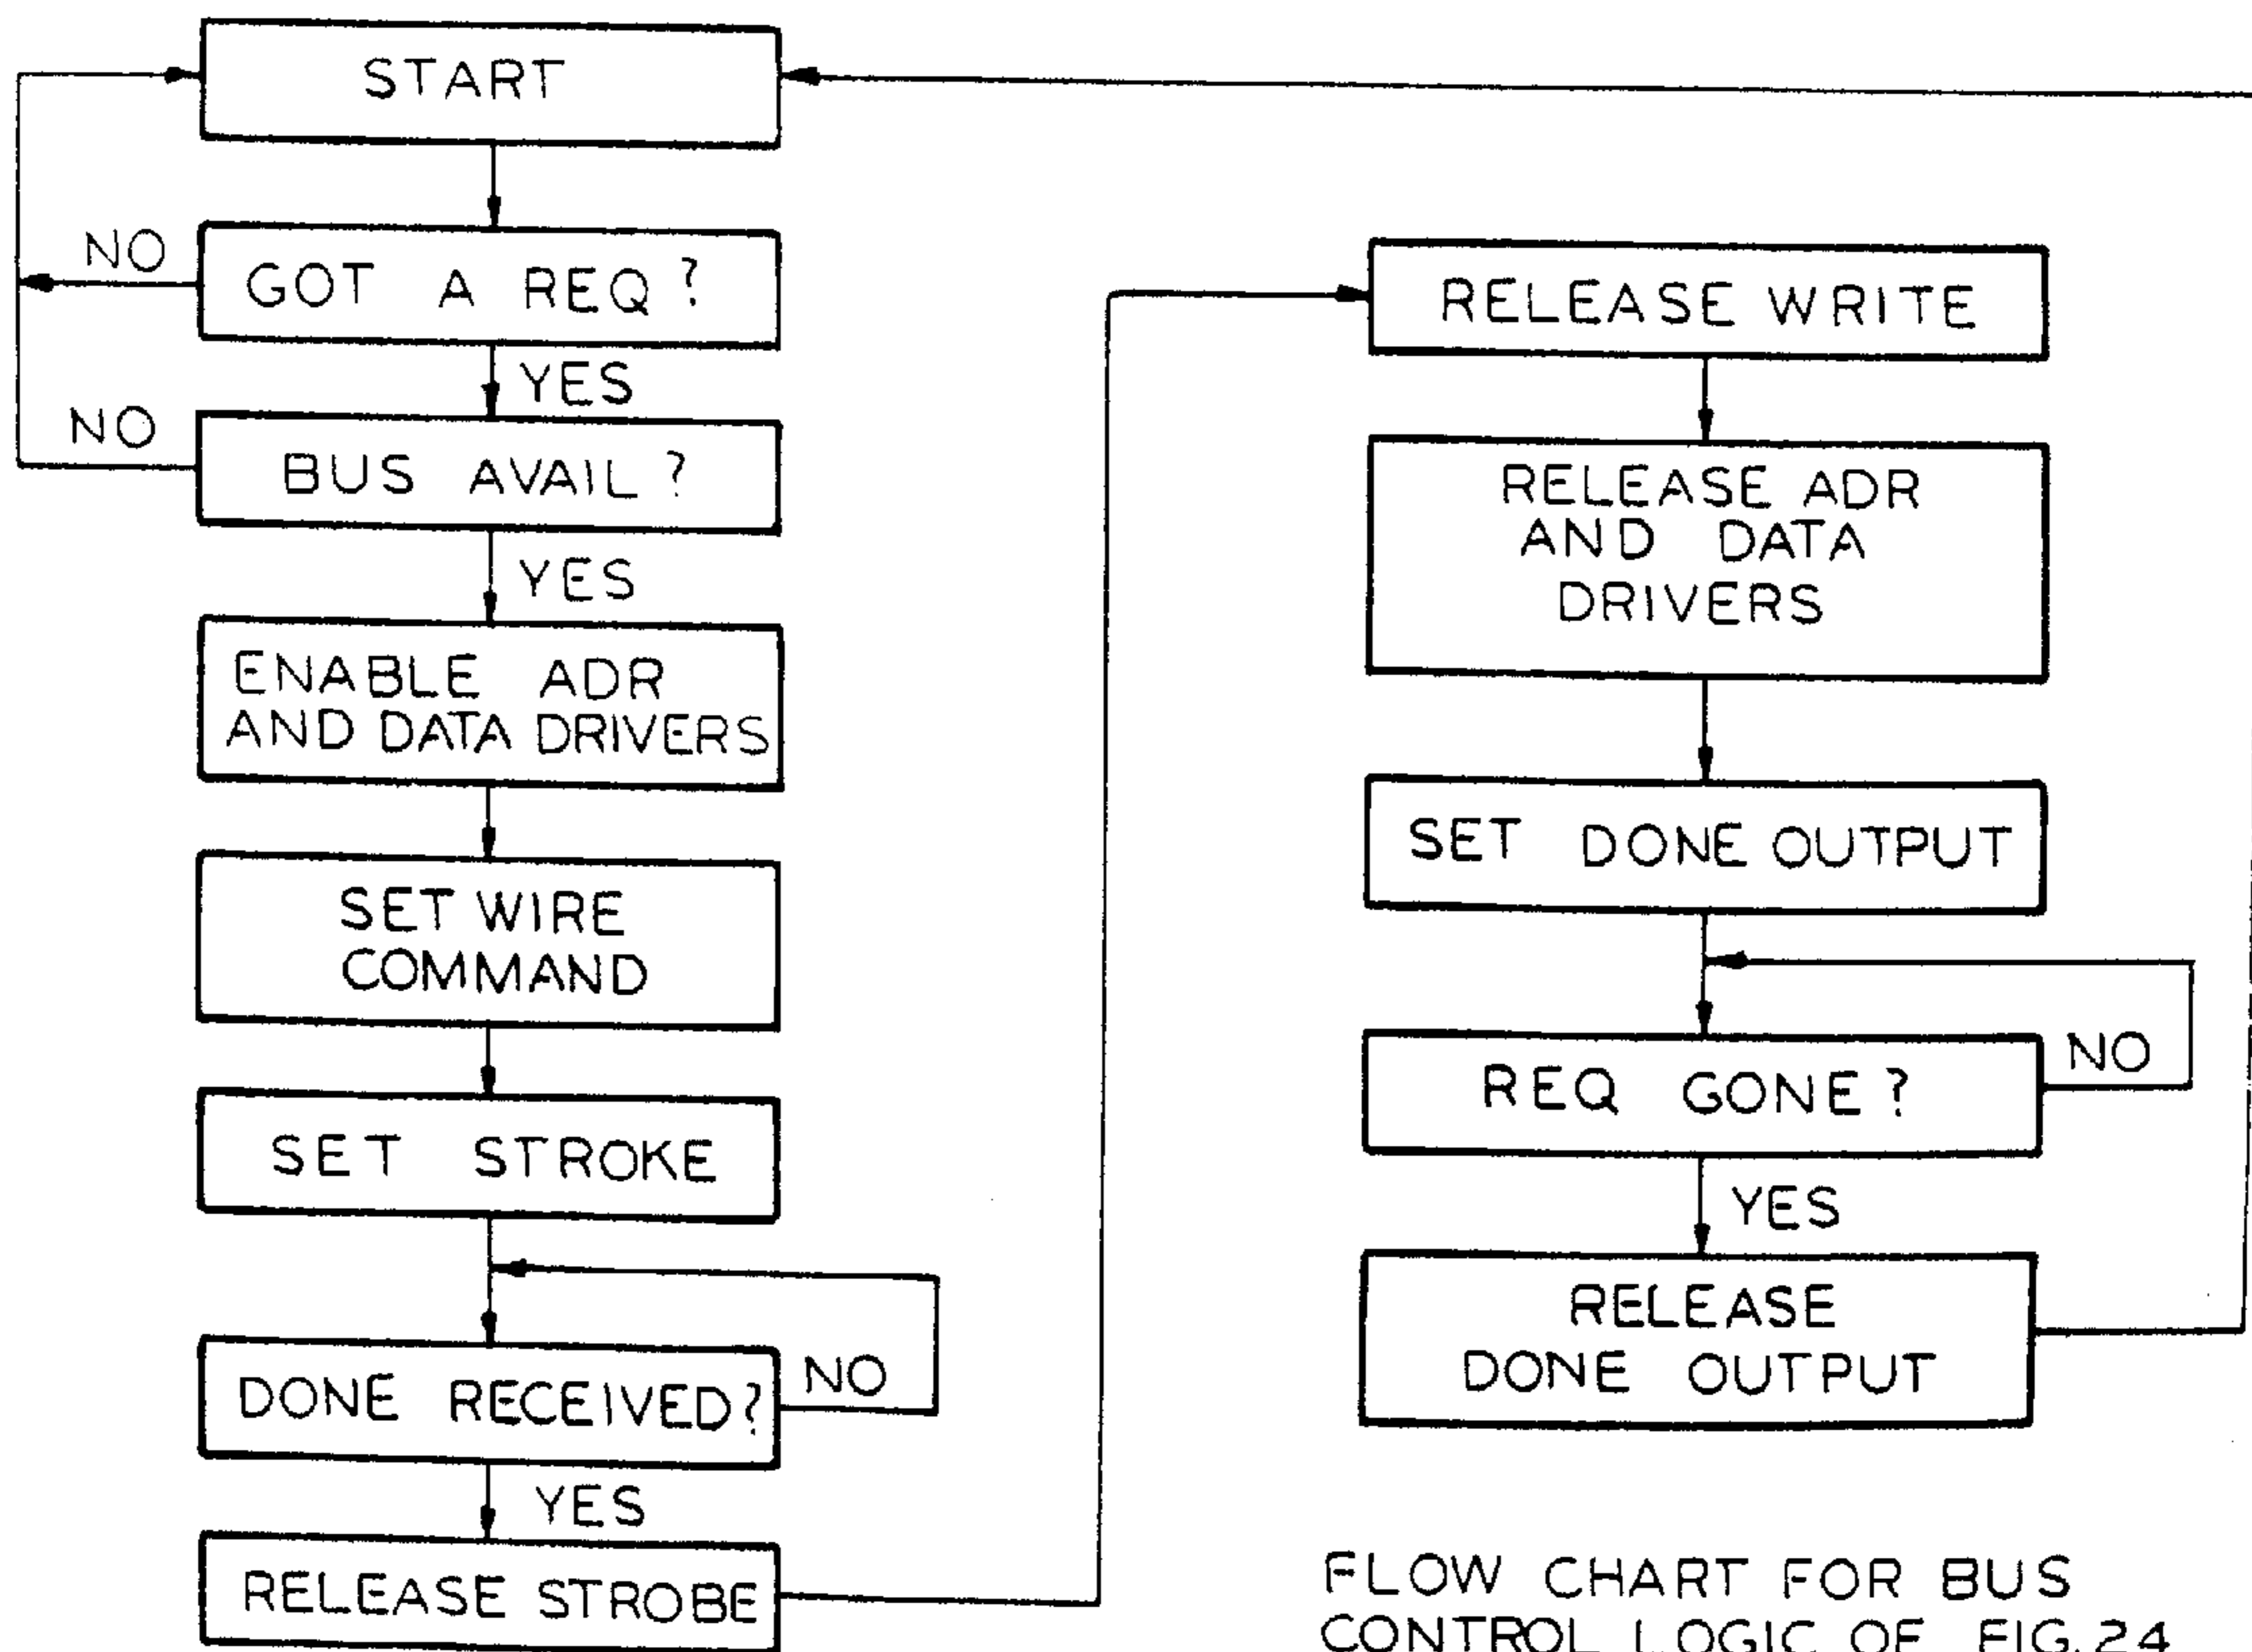 START
NO
GOT A REQ?
YES
NO
BUS AVAIL?
YES
ENABLE ADR
AND DATA DRIVERS
SET WIRE
COMMAND
SET STROKE
DONE RECEIVED?
NO
YES
RELEASE STROBE
RELEASE WRITE
RELEASE ADR
AND DATA
DRIVERS
SET DONE OUTPUT
REQ GONE?
NO
YES
RELEASE
DONE OUTPUT
FLOW CHART FOR BUS
CONTROL LOGIC OF FIG.24